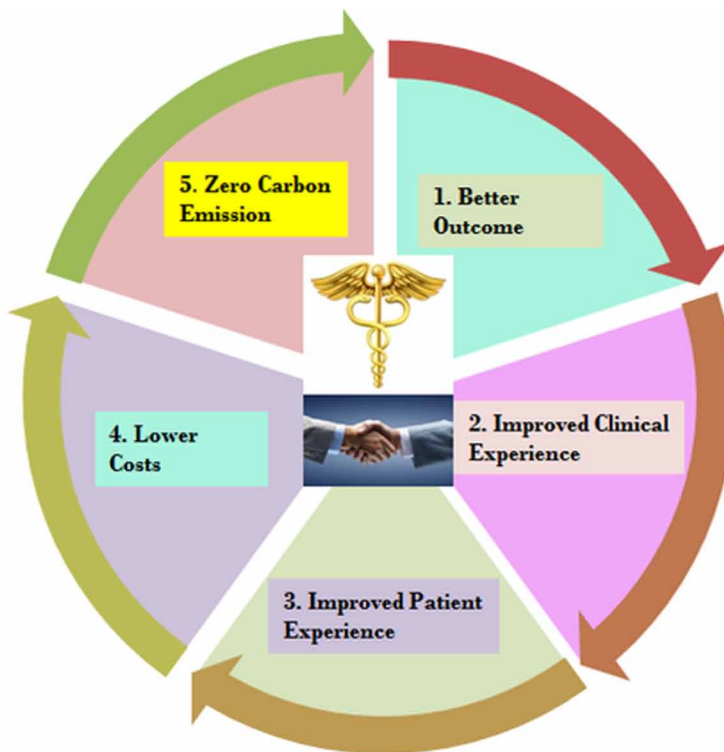 1. Better
Outcome
2. Improved Clinical
Experience
3. Improved Patient
Experience
4. Lower
Costs
5. Zero Carbon
Emission